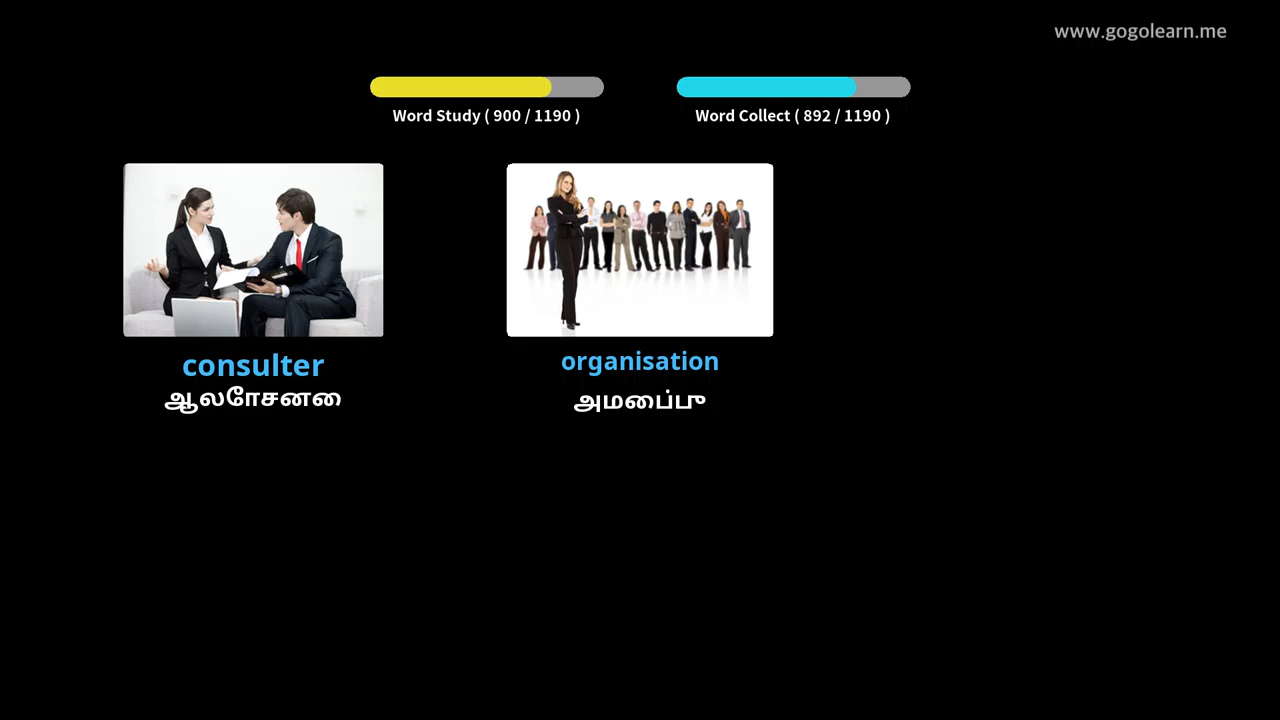 www.gogolearn.me
Word Study ( 900 / 1190 )
Word Collect ( 892 / 1190 )
consulter
ஆலோசனை
organisation
அமைப்பு